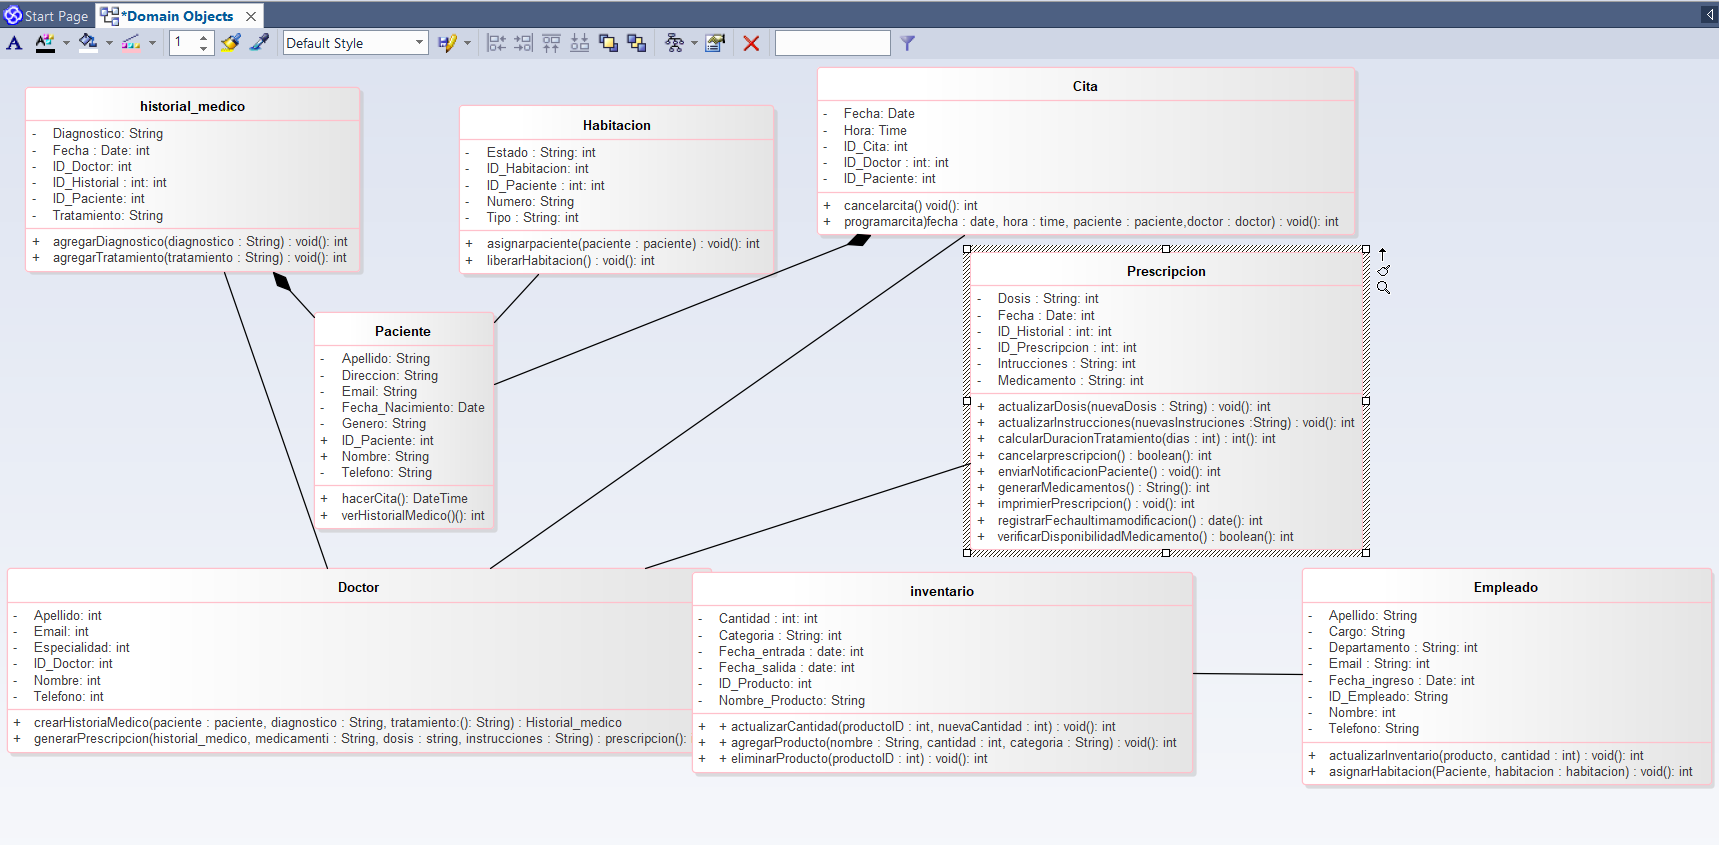 Start Page
*Domain Objects
1
Default Style
historial_medico
- Diagnostico: String
- Fecha : Date: int
- ID_Doctor: int
- ID_Historial : int: int
- ID_Paciente: int
- Tratamiento: String
+ agregarDiagnostico(diagnostico : String) : void(): int
+ agregarTratamiento(tratamiento : String) : void(): int
Habitacion
- Estado : String: int
- ID_Habitacion: int
- ID_Paciente : int: int
- Numero: String
- Tipo : String: int
+ asignarpaciente(paciente : paciente) : void(): int
+ liberarHabitacion() : void(): int
Cita
- Fecha: Date
- Hora: Time
- ID_Cita: int
- ID_Doctor : int: int
- ID_Paciente: int
+ cancelarcita() void(): int
+ programarcita)fecha : date, hora : time, paciente : paciente,doctor : doctor) : void(): int
Prescripcion
- Dosis : String: int
- Fecha : Date: int
- ID_Historial : int: int
- ID_Prescripcion : int: int
- Intrucciones : String: int
- Medicamento : String: int
+ actualizarDosis(nuevaDosis : String) : void(): int
+ actualizarInstrucciones(nuevasInstruciones :String) : void(): int
+ calcularDuracionTratamiento(dias : int) : int(): int
+ cancelarprescripcion() : boolean(): int
+ enviarNotificacionPaciente() : void(): int
+ generarMedicamentos() : String(): int
+ imprimierPrescripcion() : void(): int
+ registrarFechaultimamodificacion() : date(): int
+ verificarDisponibilidadMedicamento() : boolean(): int
Paciente
- Apellido: String
- Direccion: String
- Email: String
- Fecha_Nacimiento: Date
- Genero: String
+ ID_Paciente: int
+ Nombre: String
- Telefono: String
+ hacerCita(): DateTime
+ verHistorialMedico()(): int
Doctor
- Apellido: int
- Email: int
- Especialidad: int
- ID_Doctor: int
- Nombre: int
- Telefono: int
+ crearHistoriaMedico(paciente : paciente, diagnostico : String, tratamiento:(): String) : Historial_medico
+ generarPrescripcion(historial_medico, medicamenti : String, dosis : string, instrucciones : String) : prescripcion():
inventario
- Cantidad : int: int
- Categoria : String: int
- Fecha_entrada : date: int
- Fecha_salida : date: int
- ID_Producto: int
- Nombre_Producto: String
+ + actualizarCantidad(productoID : int, nuevaCantidad : int) : void(): int
+ + agregarProducto(nombre : String, cantidad : int, categoria : String) : void(): int
+ + eliminarProducto(productoID : int) : void(): int
Empleado
- Apellido: String
- Cargo: String
- Departamento : String: int
- Email : String: int
- Fecha_ingreso : Date: int
- ID_Empleado: String
- Nombre: int
- Telefono: String
+ actualizarInventario(producto, cantidad : int) : void(): int
+ asignarHabitacion(Paciente, habitacion : habitacion) : void(): int